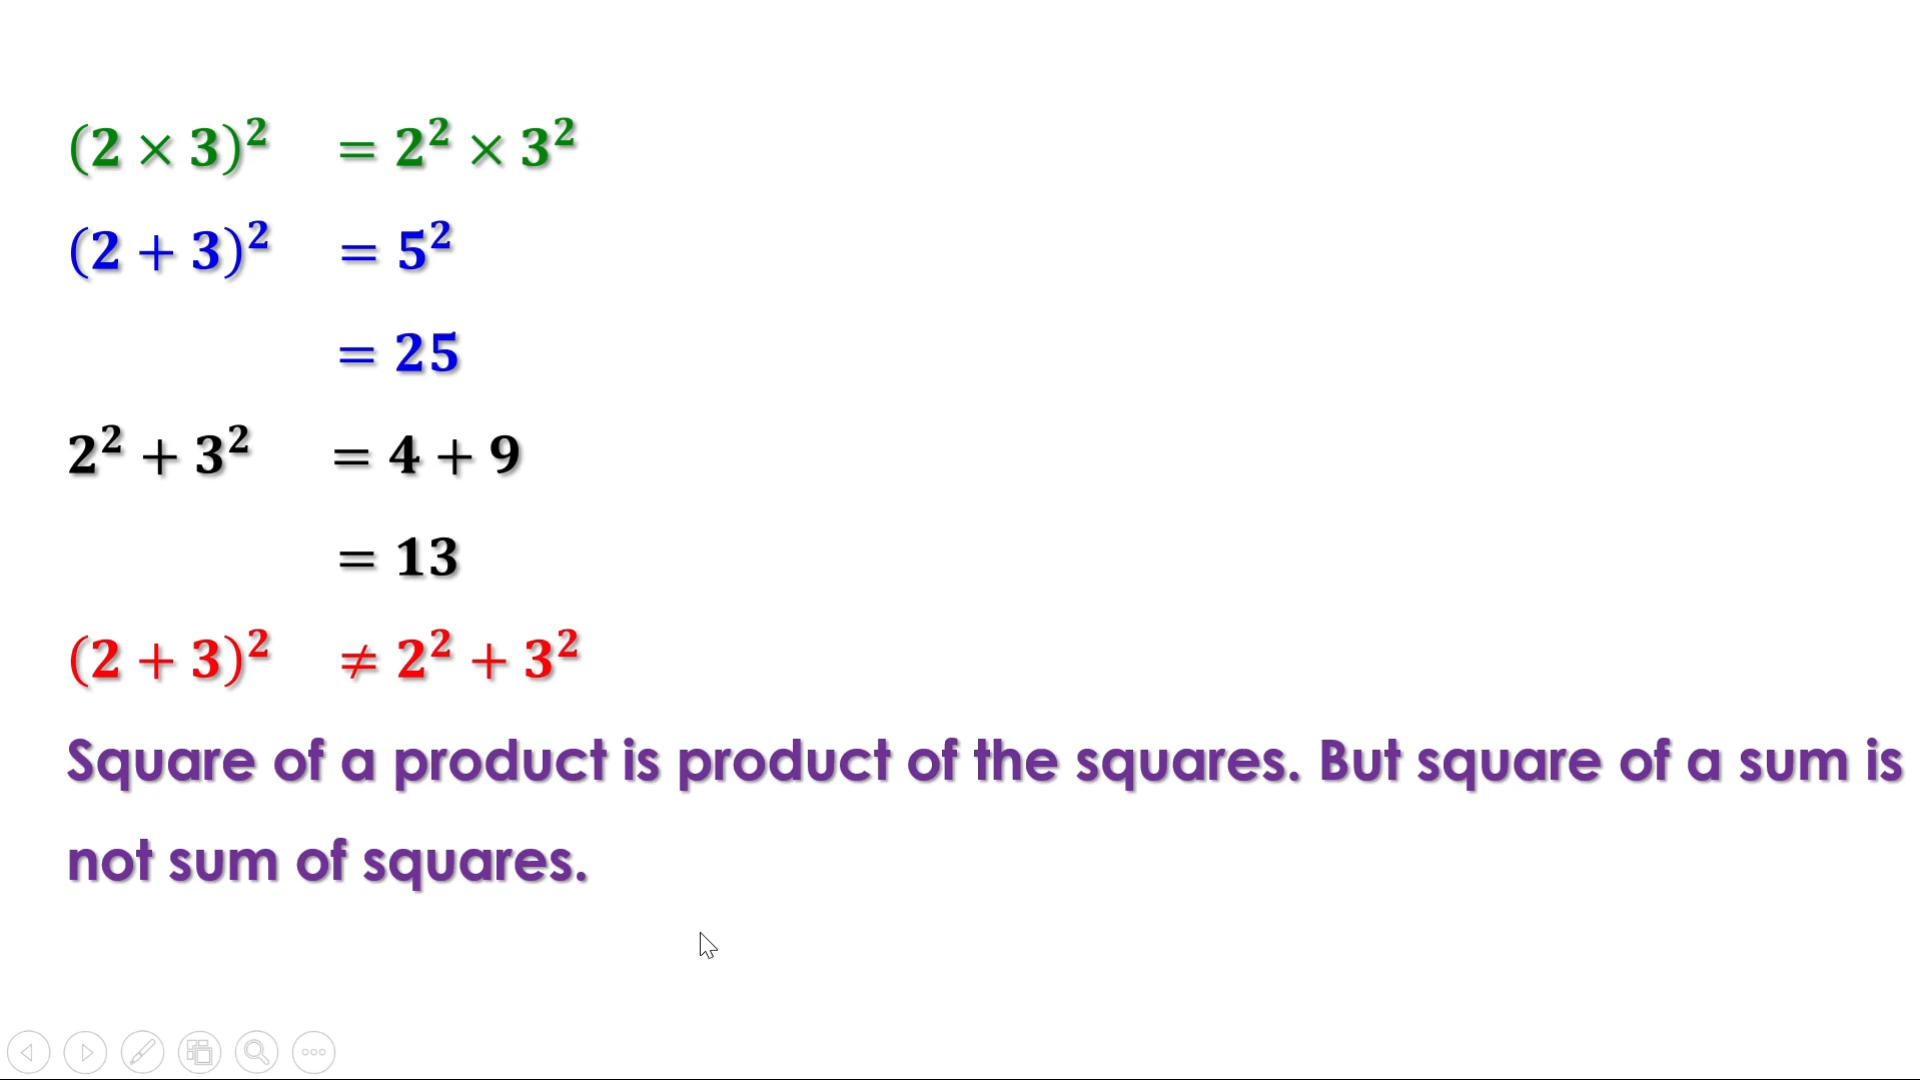 (2 × 3)² = 2² × 3²
(2 + 3)² = 5²
= 25
2² + 3² = 4 + 9
= 13
(2 + 3)² ≠ 2² + 3²
Square of a product is product of the squares. But square of a sum is
not sum of squares.